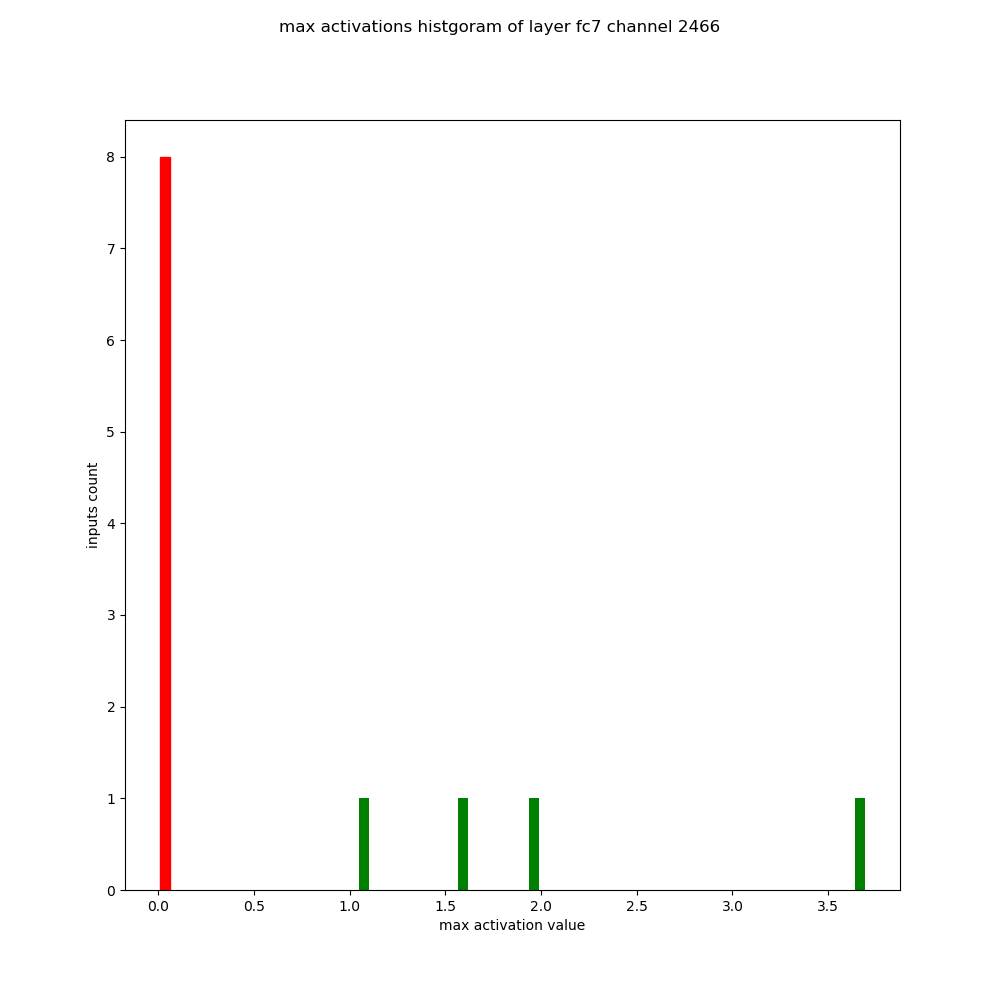 max activations histgoram of layer fc7 channel 2466
8
7
6
5
4
3
2
1
0
inputs count
0.0 0.5 1.0 1.5 2.0 2.5 3.0 3.5
max activation value